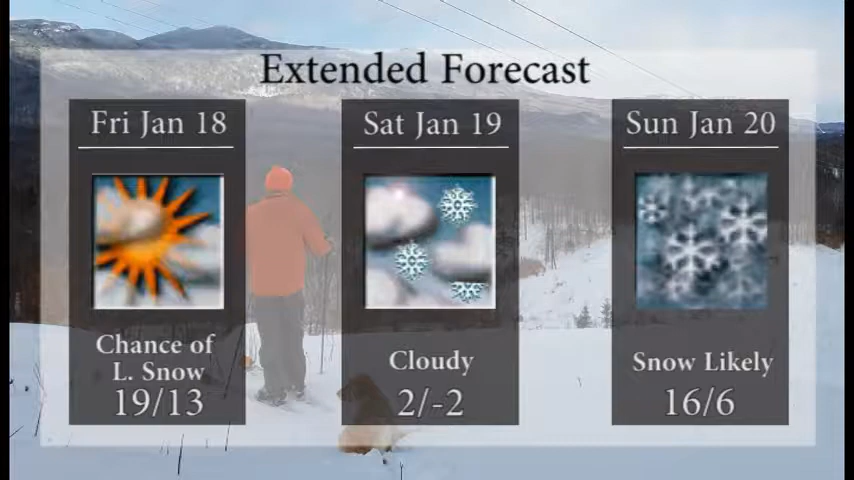 Extended Forecast
Fri Jan 18
Chance of
L. Snow
19/13
Sat Jan 19
Cloudy
2/-2
Sun Jan 20
Snow Likely
16/6